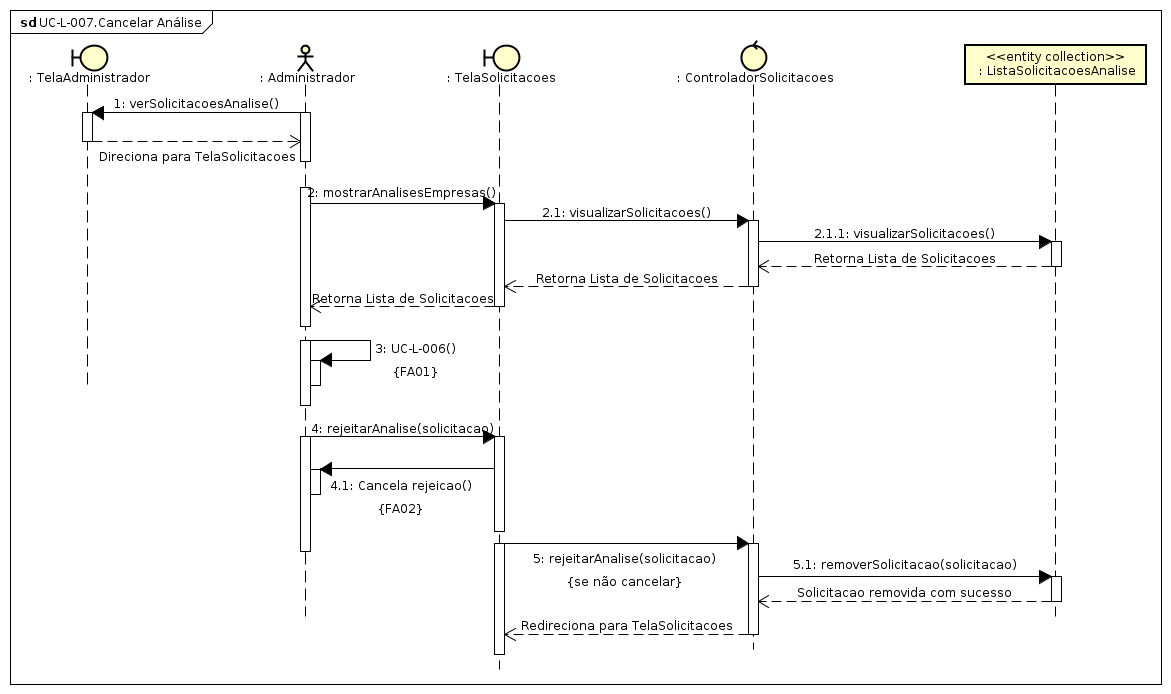 sd UC-L-007.Cancelar Análise
: TelaAdministrador
: Administrador
: TelaSolicitacoes
: ControladorSolicitacoes
<<entity collection>>
: ListaSolicitacoesAnalise
1: verSolicitacoesAnalise()
Direciona para TelaSolicitacoes
2: mostrarAnalisesEmpresas()
2.1: visualizarSolicitacoes()
2.1.1: visualizarSolicitacoes()
Retorna Lista de Solicitacoes
Retorna Lista de Solicitacoes
Retorna Lista de Solicitacoes
3: UC-L-006()
{FA01}
4: rejeitarAnalise(solicitacao)
4.1: Cancela rejeicao()
{FA02}
5: rejeitarAnalise(solicitacao)
{se não cancelar}
5.1: removerSolicitacao(solicitacao)
Solicitacao removida com sucesso
Redireciona para TelaSolicitacoes